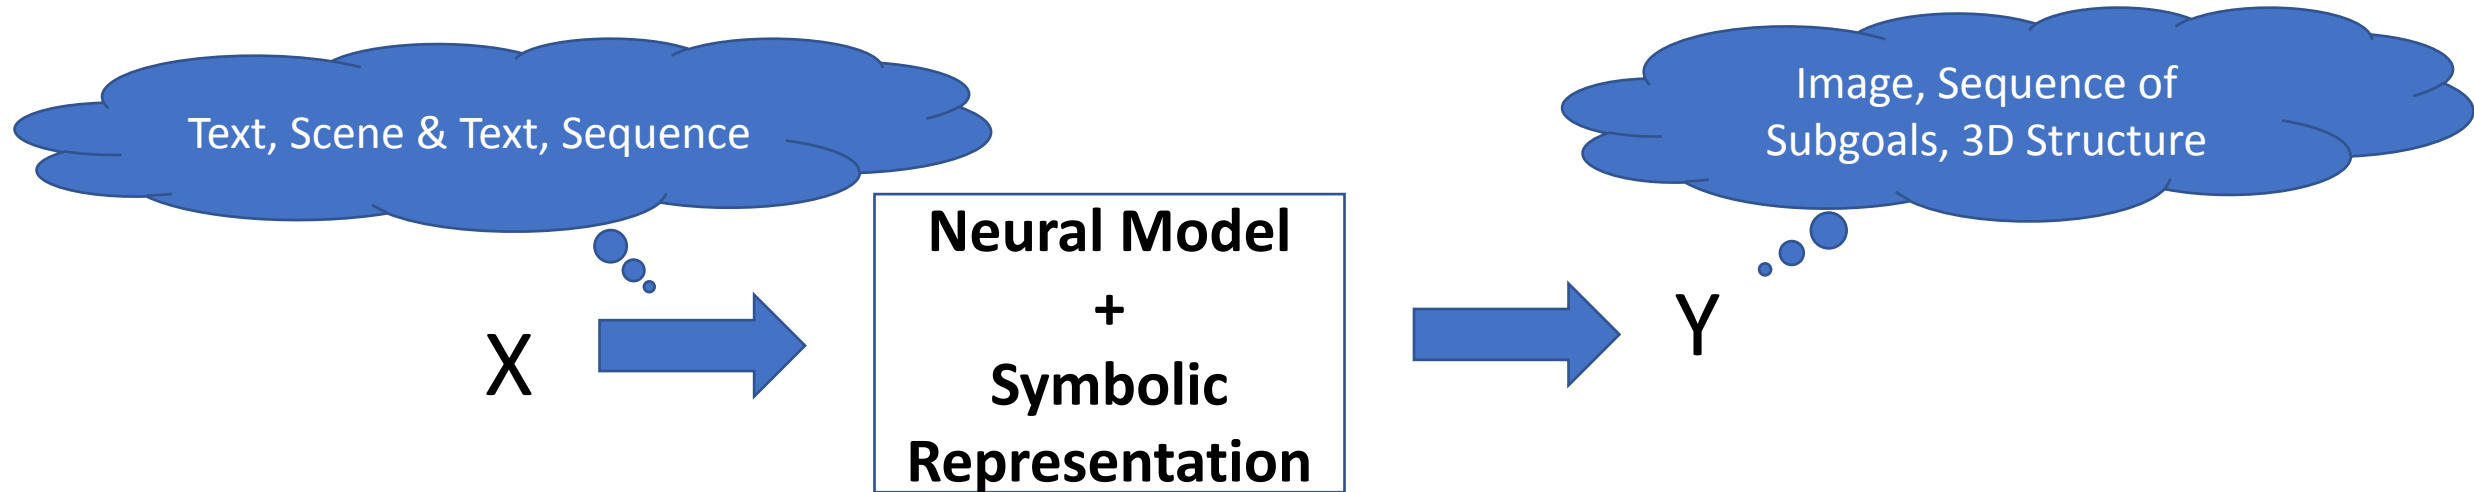 Text, Scene & Text, Sequence
Image, Sequence of
Subgoals, 3D Structure
X
Neural Model
+
Symbolic
Representation
Y